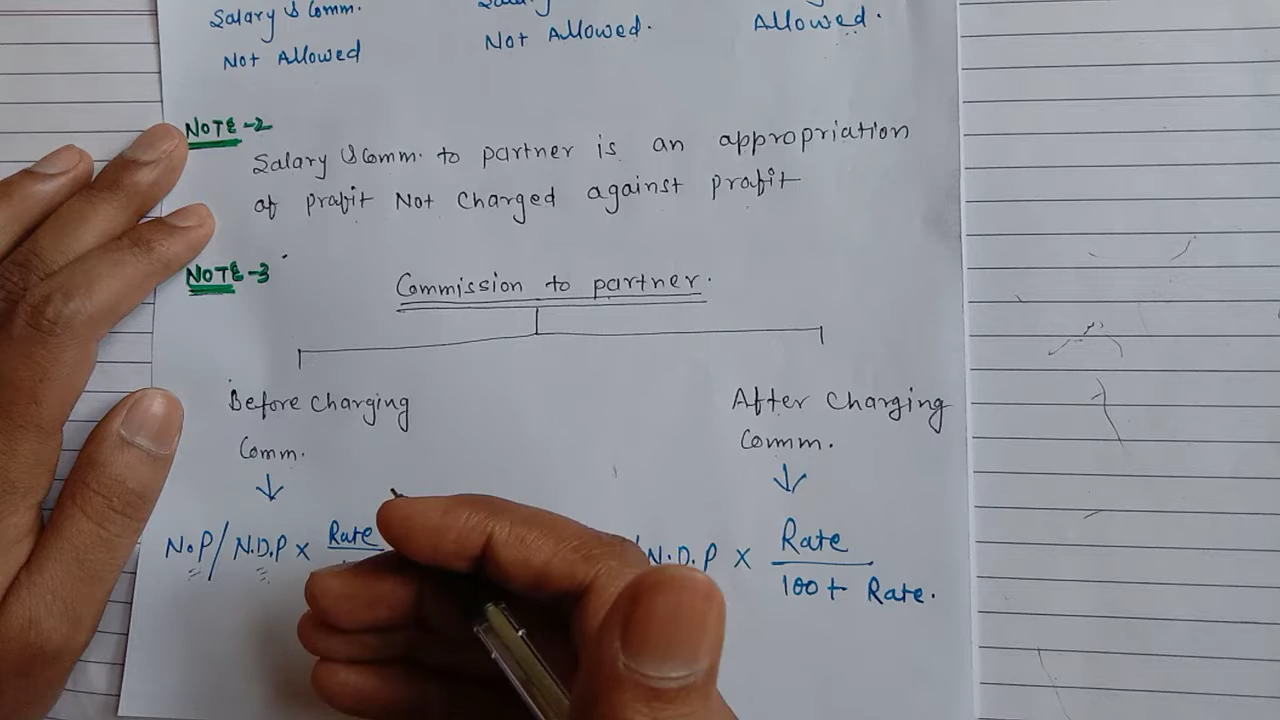 Salary & Comm.
Not Allowed
Not Allowed.
Allowed.
NOTE-2
Salary & Comm. to partner is an appropriation
of profit Not Charged against profit
NOTE-3
Commission to partner.
Before Charging
Comm.
After Charging
Comm.
N.P/N.D.P × Rate
N.D.P × Rate
100+ Rate.